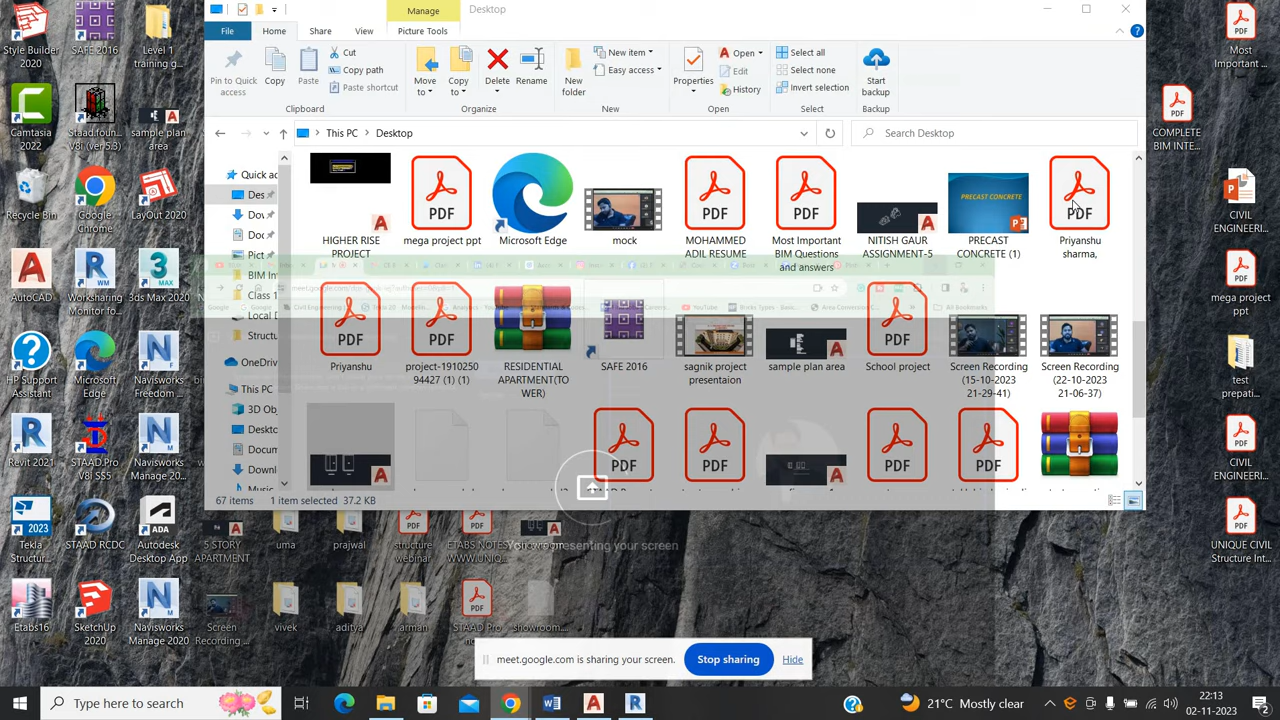 Manage
Desktop
File
Home
Share
View
Picture Tools
Pin to Quick
access
Copy
Paste
Cut
Copy path
Paste shortcut
Clipboard
Move
to
Copy
to
Delete
Rename
Organize
New
folder
New item
Easy access
New
Properties
Open
Edit
History
Open
Select all
Select none
Invert selection
Select
Start
backup
Backup
This PC
Desktop
Search Desktop
Quick ac
Des
Dov
Doc
Pict
BIM In
Class 1
Local D
Structu
OneDriv
This PC
3D Obj
Deskto
Docum
Downl
Music
HIGHER RISE
PROJECT
mega project ppt
Microsoft Edge
mock
MOHAMMED
ADIL RESUME
Most Important
BIM Questions
and answers
NITISH GAUR
ASSIGNMENT-5
PRECAST CONCRETE
PRECAST
CONCRETE (1)
Priyanshu
sharma,
Priyanshu
project-1910250
94427 (1) (1)
RESIDENTIAL
APARTMENT(TO
WER)
SAFE 2016
sagnik project
presentaion
sample plan area
School project
Screen Recording
(15-10-2023
21-29-41)
Screen Recording
(22-10-2023
21-06-37)
67 items
1 item selected
37.2 KB
presenting your screen
Style Builder
2020
SAFE 2016
Level 1
training g...
Camtasia
2022
Staad.foun...
V8i (ver5.3)
sample plan
area
Recycle Bin
Google
Chrome
LayOut 2020
AutoCAD
Worksharing
Monitor fo...
3ds Max 2020
HP Support
Assistant
Microsoft
Edge
Navisworks
Freedom ...
Revit 2021
STAAD.Pro
V8i SS5
Navisworks
Manage 20...
2023
Tekla
Structur...
STAAD RCDC
ADA
Autodesk
Desktop App
5 STORY
APARTMENT
uma
prajwal
structure
webinar
ETABS NOTES
Etabs16
SketchUp
2020
Navisworks
Manage 2020
Screen
Recording ...
vivek
aditya
arman
STAAD Pro
showroom....
Most
Important ...
COMPLETE
BIM INTE...
CIVIL
ENGINEERI...
mega project
ppt
test
prepati...
CIVIL
ENGINEERI...
UNIQUE CIVIL
Structure Int...
meet.google.com is sharing your screen.
Stop sharing
Hide
Type here to search
21°C Mostly clear
22:13
02-11-2023
2